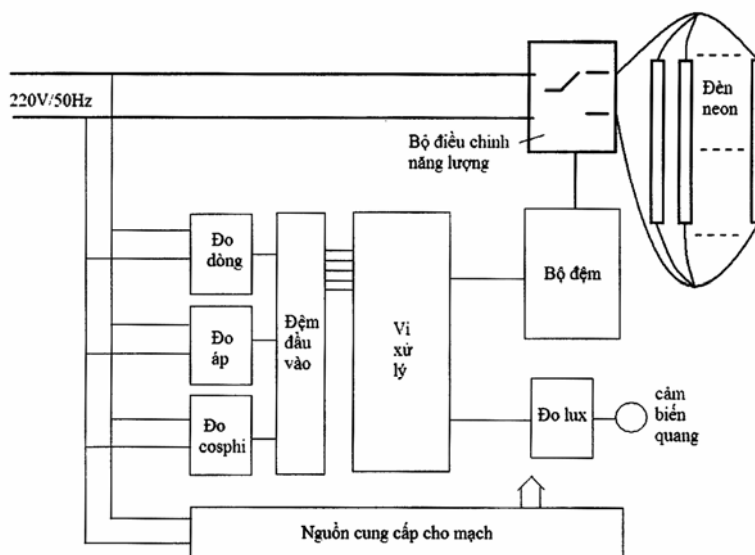 220V/50Hz
Bộ điều chinh
năng lượng
Đèn
neon
Đo
dòng
Đo
áp
Đo
cosphi
Đệm
đầu
vào
Vi
xử
lý
Bộ đệm
Đo lux
cảm
biến
quang
Nguồn cung cấp cho mạch